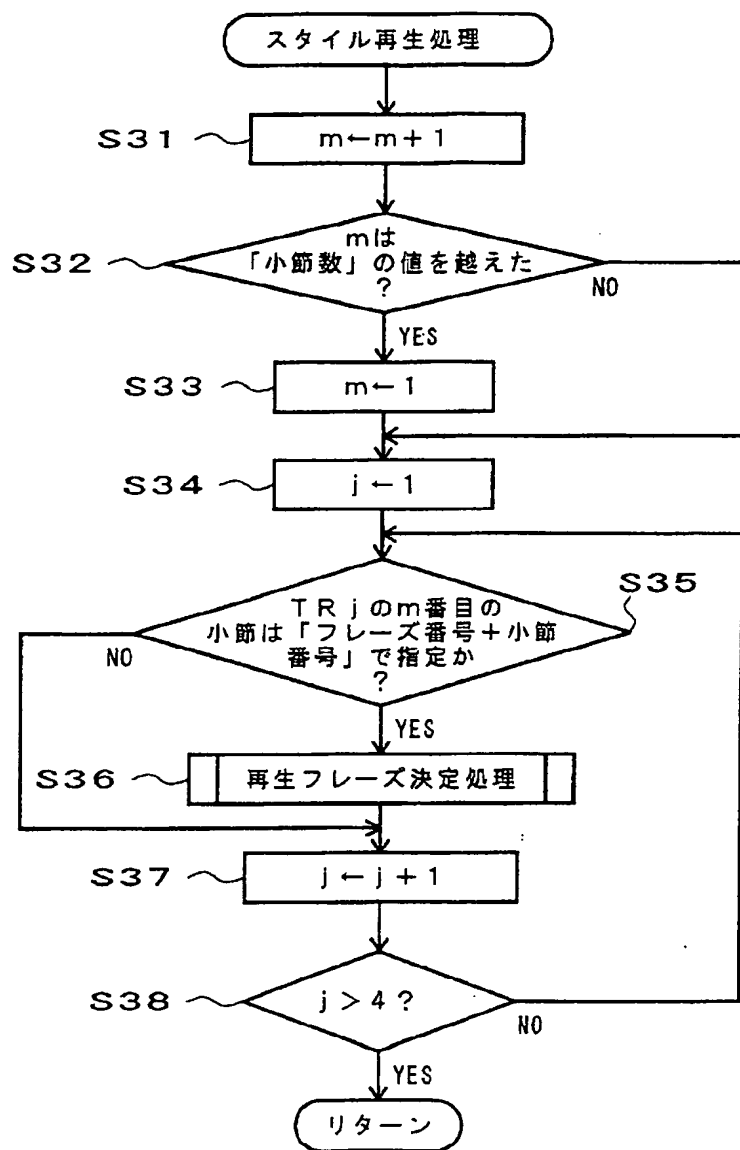 スタイル再生処理
S31
m←m+1
S32
mは
「小節数」の値を越えた
?
NO
YES
S33
m←1
S34
j←1
S35
TRjのm番目の
小節は「フレーズ番号+小節
番号」で指定か
?
NO
YES
S36
再生フレーズ決定処理
S37
j←j+1
S38
j>4?
NO
YES
リターン